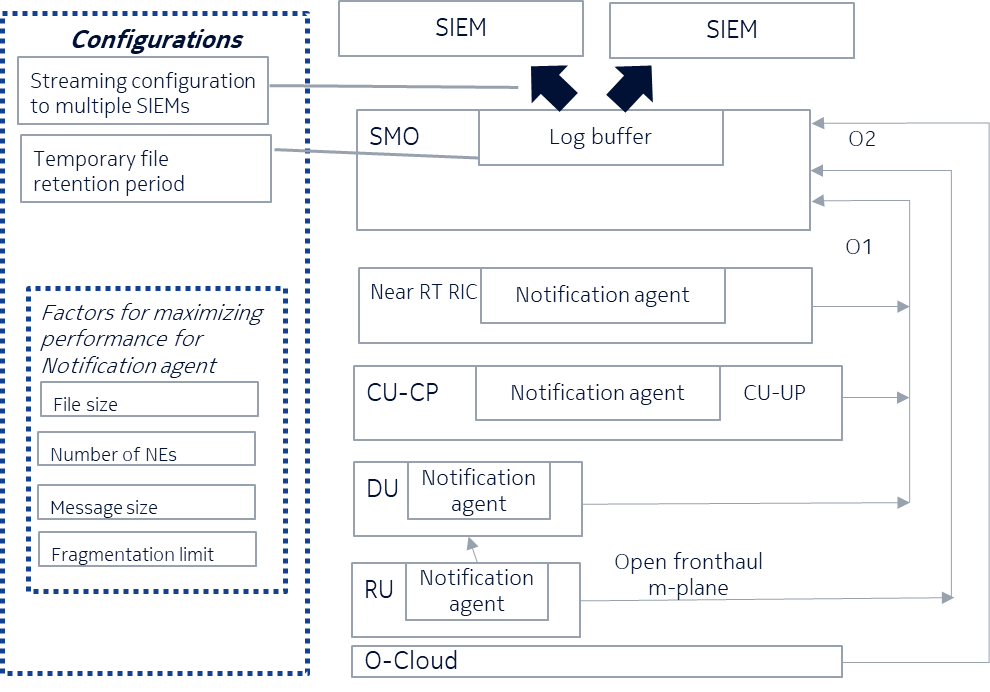 Configurations
Streaming configuration
to multiple SIEMs
Temporary file
retention period
Factors for maximizing
performance for
Notification agent
File size
Number of NEs
Message size
Fragmentation limit
SIEM
SIEM
SMO
Log buffer
O2
O1
Near RT RIC
Notification agent
CU-CP
Notification agent
CU-UP
DU
Notification
agent
RU
Notification
agent
Open fronthaul
m-plane
O-Cloud